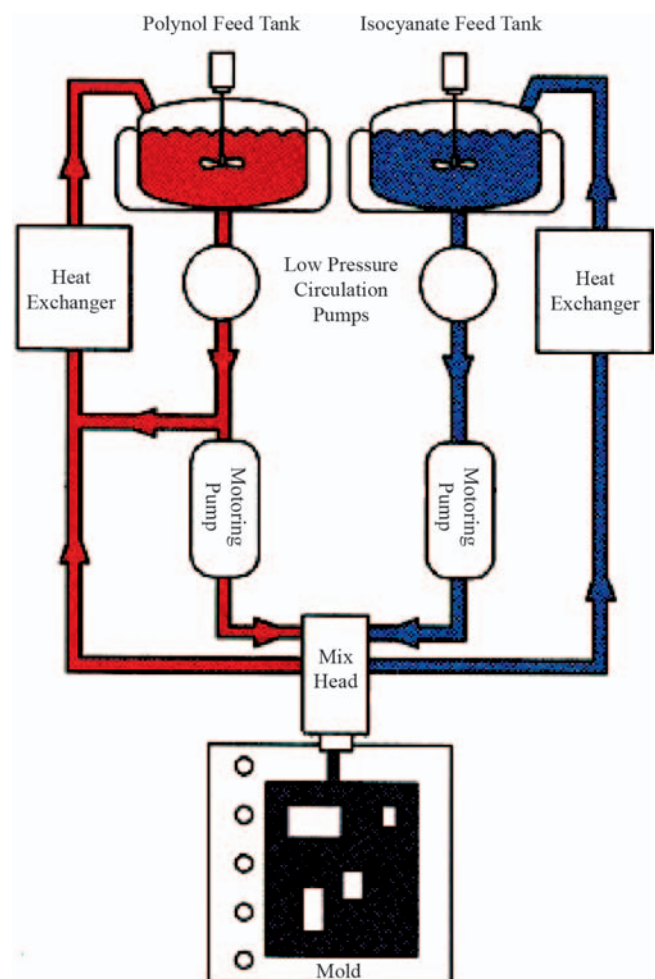 Polynol Feed Tank
Isocyanate Feed Tank
Heat
Exchanger
Low Pressure
Circulation
Pumps
Heat
Exchanger
Motoring
Pump
Motoring
Pump
Mix
Head
Mold